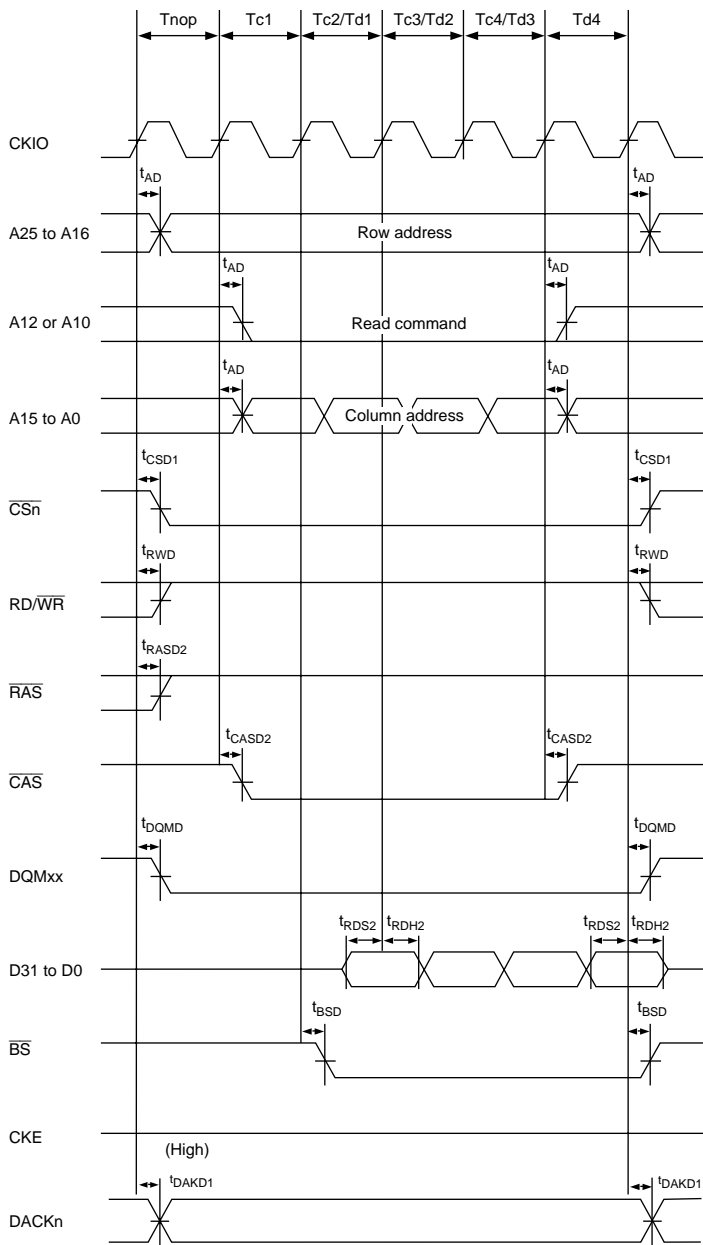 Tnop Tc1 Tc2/Td1 Tc3/Td2 Tc4/Td3 Td4
CKIO
tAD tAD
A25 to A16 Row address
tAD tAD
A12 or A10 Read command
tAD tAD
A15 to A0 Column address
tCSD1 tCSD1
CSn
tRWD tRWD
RD/WR
tRASD2
RAS
tCASD2 tCASD2
CAS
tDQMD tDQMD
DQMxx
tRDS2 tRDH2 tRDS2 tRDH2
D31 to D0
tBSD tBSD
BS
CKE
(High)
tDAKD1 tDAKD1
DACKn